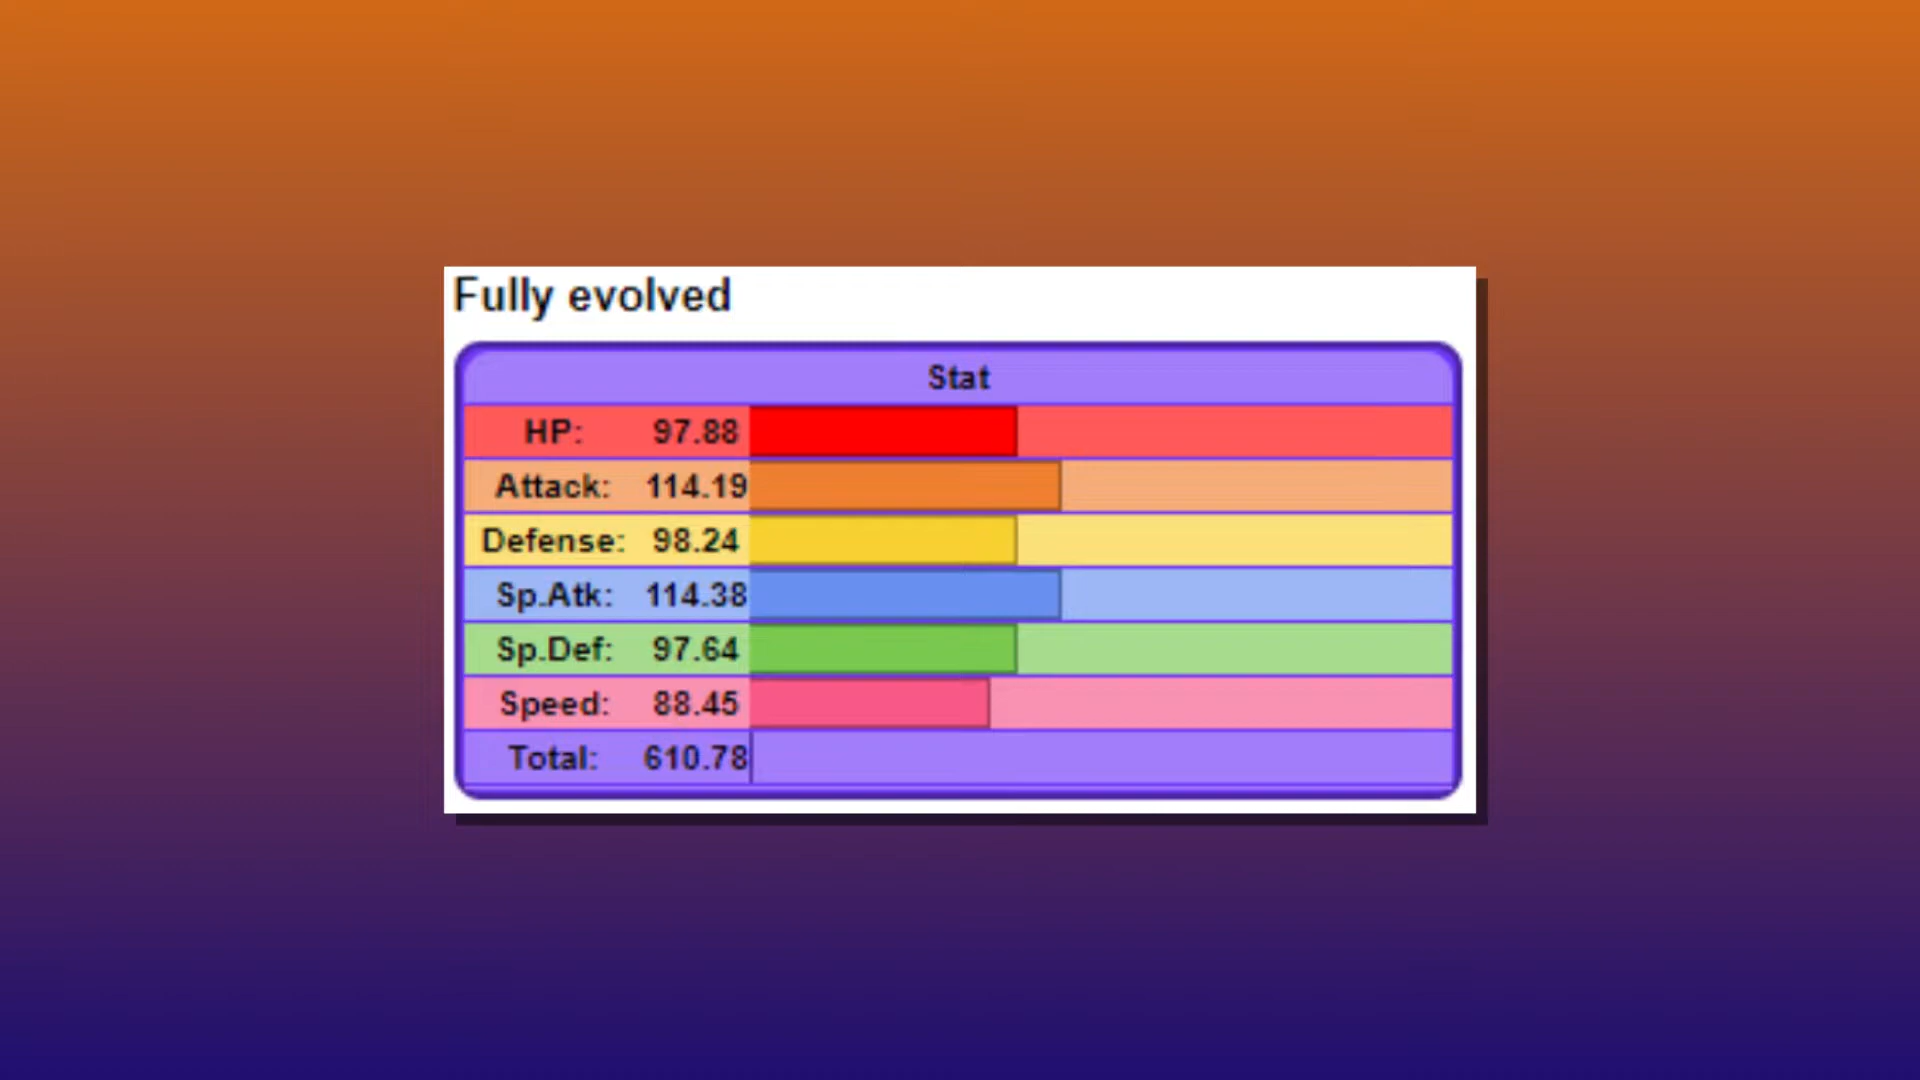 Fully evolved
Stat
HP: 97.88
Attack: 114.19
Defense: 98.24
Sp.Atk: 114.38
Sp.Def: 97.64
Speed: 88.45
Total: 610.78